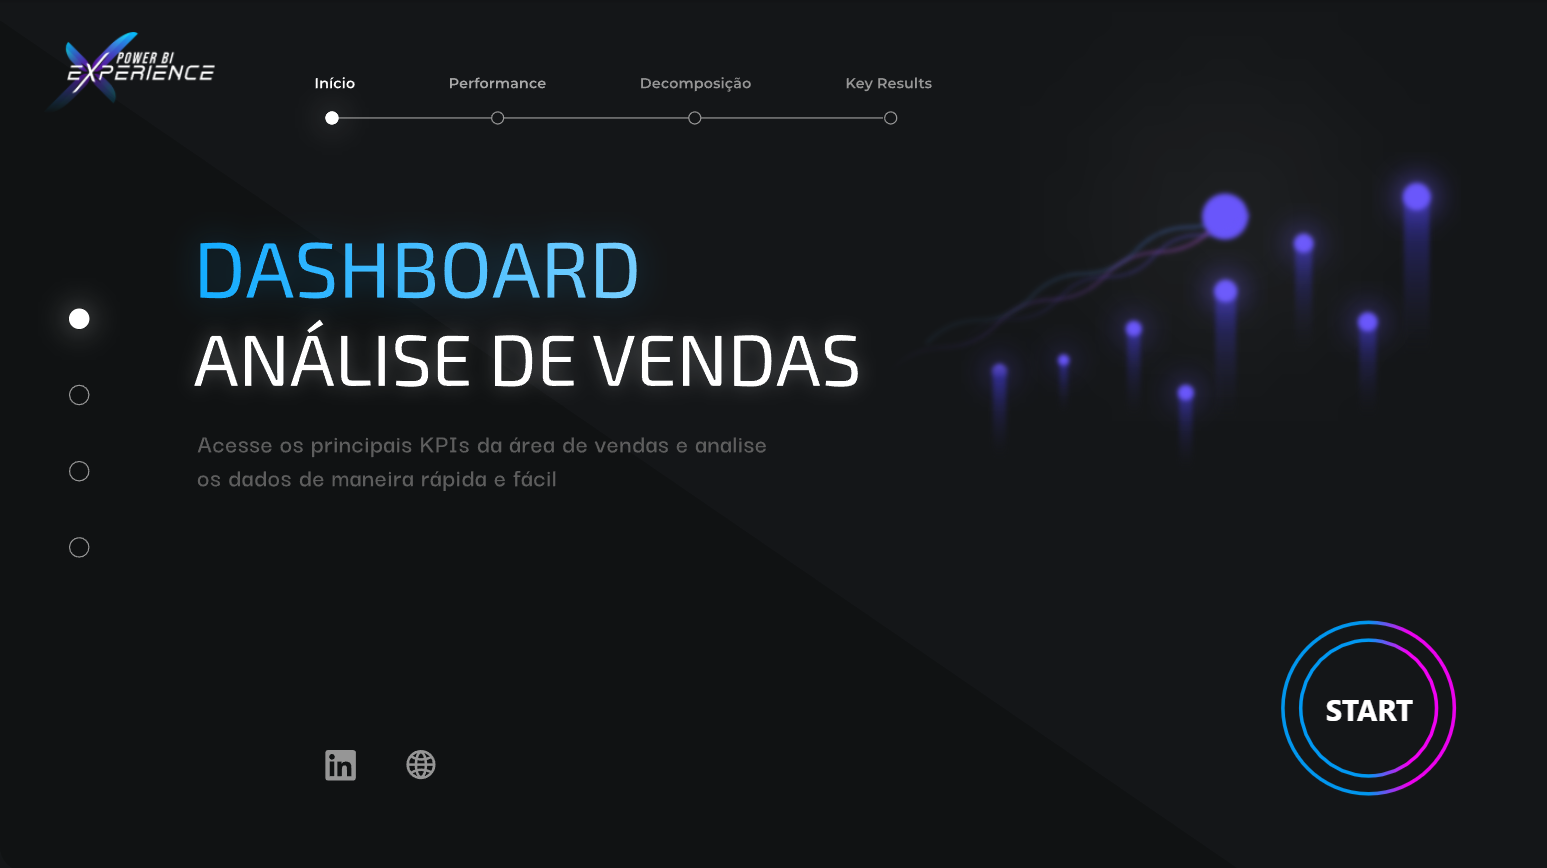 POWER BI
EXPERIENCE
Início
Performance
Decomposição
Key Results
DASHBOARD
ANÁLISE DE VENDAS
Acesse os principais KPIs da área de vendas e analise
os dados de maneira rápida e fácil
in
START